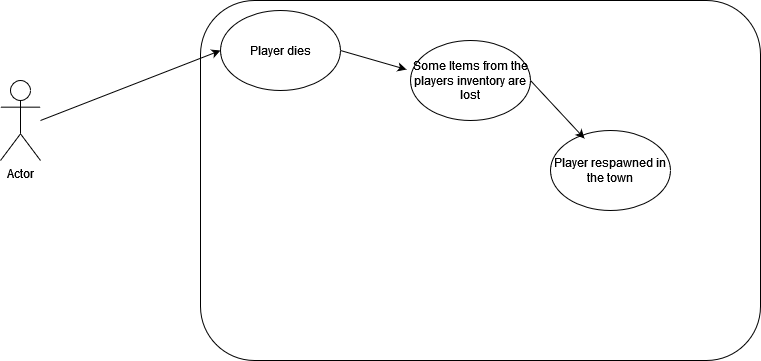 Player dies
Some Items from the
players inventory are
lost
Player respawned in
the town
Actor